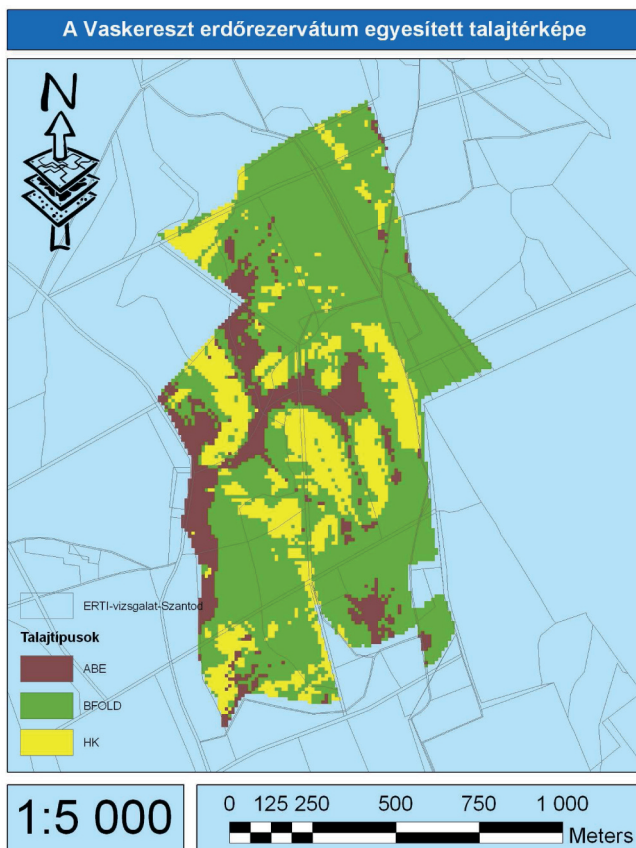 A Vaskereszt erdőrezervátum egyesített talajtérképe
N
ERTI-vizsgalat-Szantod
Talajtipusok
ABE
BFOLD
HK
1:5 000
0 125 250 500 750 1 000
Meters